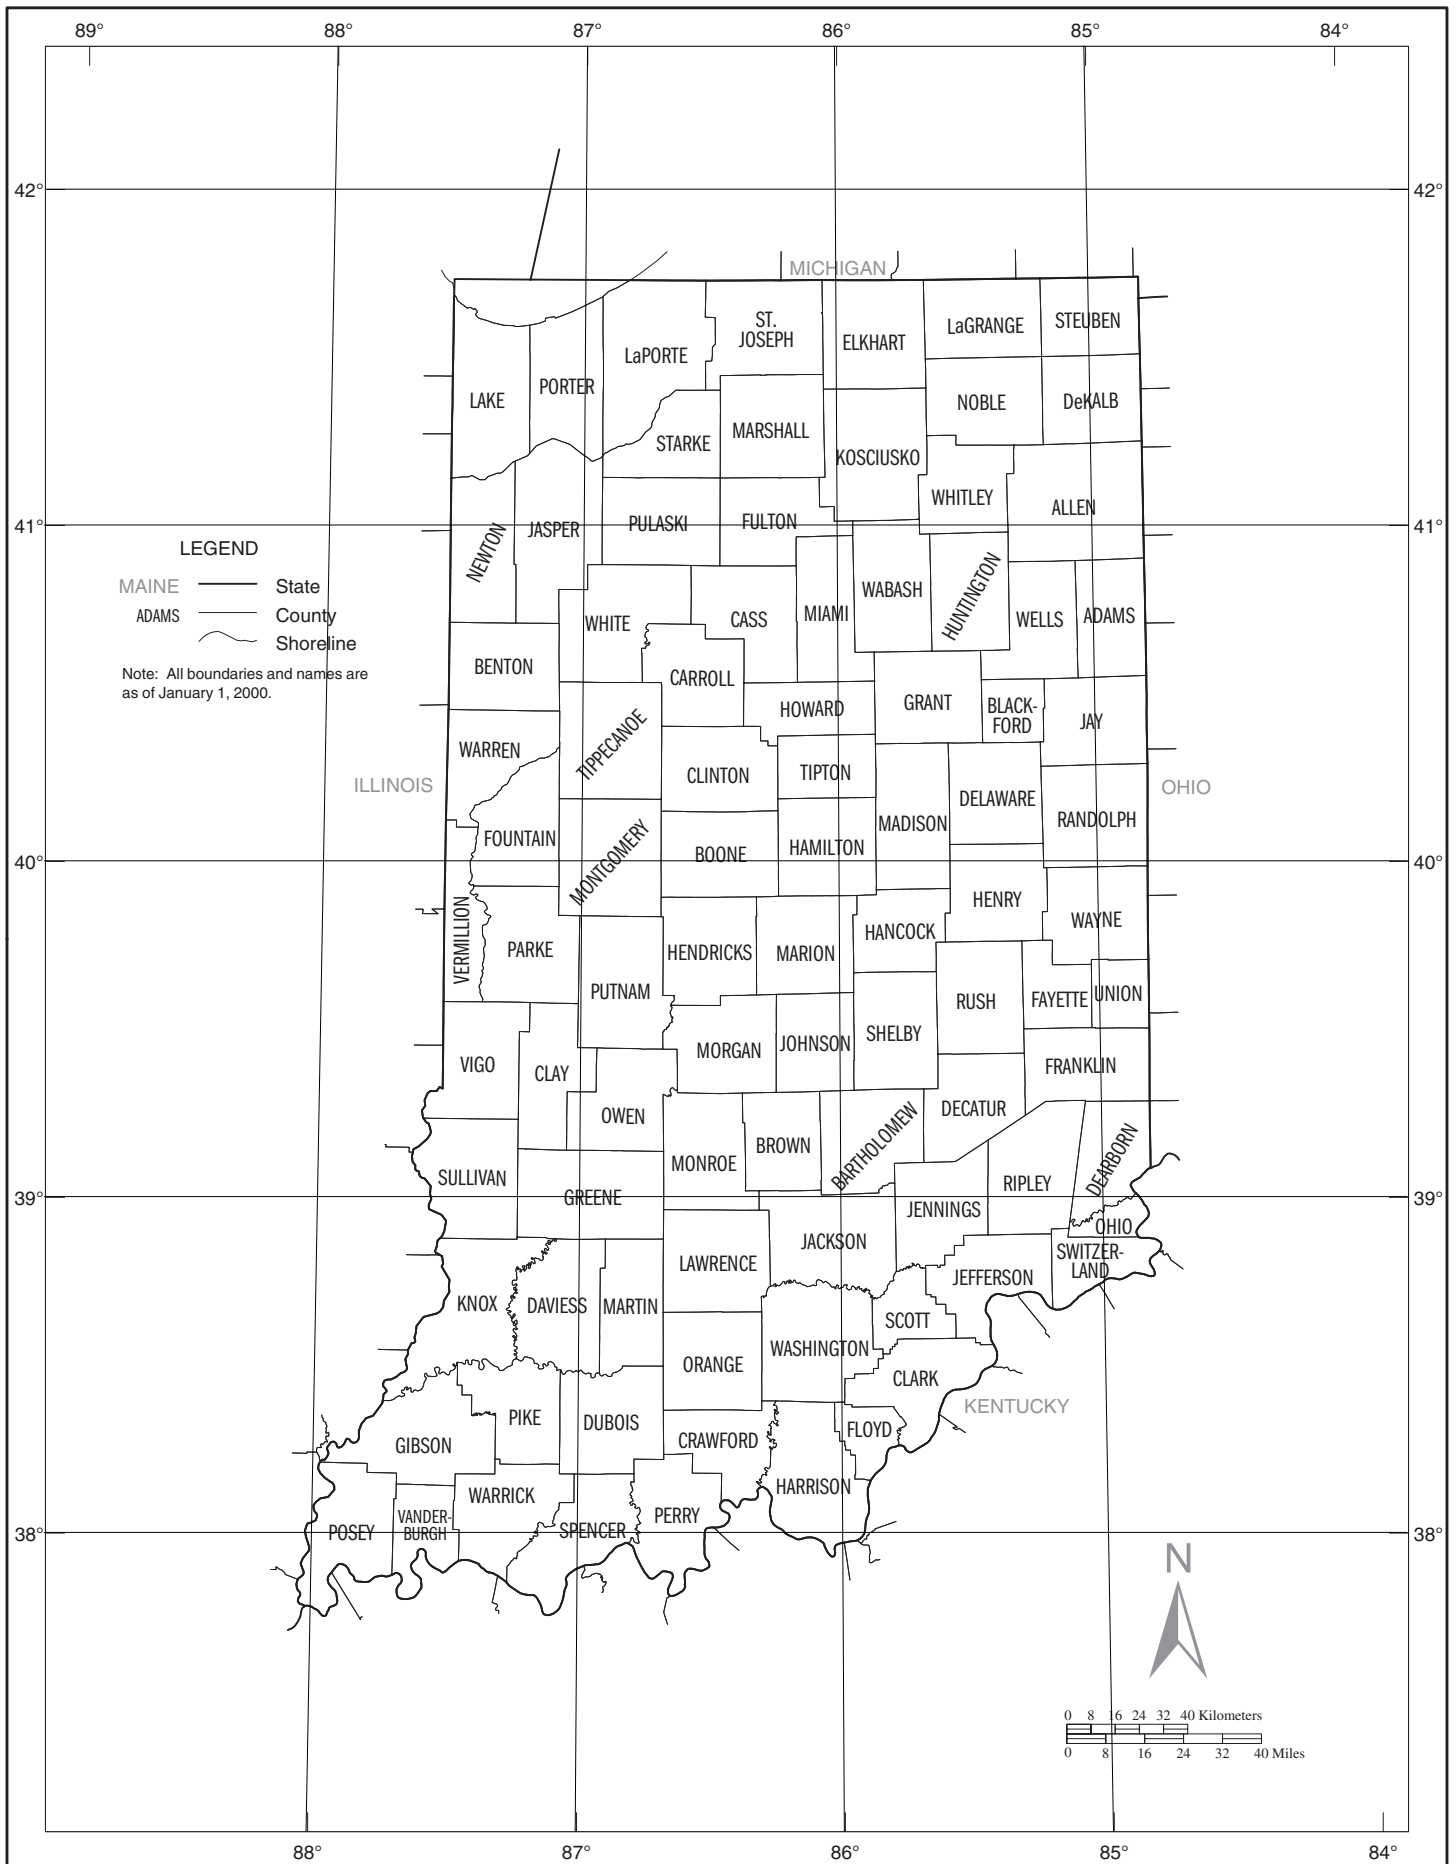 89°
88°
87°
86°
85°
84°
42°
42°
MICHIGAN
ST.
JOSEPH
LaGRANGE
STEUBEN
ELKHART
LaPORTE
PORTER
LAKE
NOBLE
DeKALB
MARSHALL
STARKE
KOSCIUSKO
WHITLEY
ALLEN
41°
41°
NEWTON
JASPER
PULASKI
FULTON
LEGEND
MAINE
State
ADAMS
County
Shoreline
Note: All boundaries and names are
as of January 1, 2000.
WHITE
CASS
MIAMI
WABASH
HUNTINGTON
WELLS
ADAMS
BENTON
CARROLL
HOWARD
GRANT
BLACK-
FORD
JAY
WARREN
TIPPECANOE
CLINTON
TIPTON
ILLINOIS
OHIO
DELAWARE
MADISON
RANDOLPH
FOUNTAIN
MONTGOMERY
BOONE
HAMILTON
40°
40°
HENRY
WAYNE
VERMILLION
PARKE
HENDRICKS
MARION
HANCOCK
PUTNAM
RUSH
FAYETTE
UNION
VIGO
CLAY
MORGAN
JOHNSON
SHELBY
FRANKLIN
OWEN
DECATUR
SULLIVAN
MONROE
BROWN
BARTHOLOMEW
RIPLEY
DEARBORN
39°
39°
GREENE
JENNINGS
OHIO
LAWRENCE
JACKSON
SWITZER-
LAND
JEFFERSON
KNOX
DAVIESS
MARTIN
SCOTT
ORANGE
WASHINGTON
CLARK
KENTUCKY
PIKE
DUBOIS
CRAWFORD
FLOYD
GIBSON
HARRISON
WARRICK
PERRY
38°
38°
POSEY
VANDER-
BURGH
SPENCER
N
0 8 16 24 32 40 Kilometers
0 8 16 24 32 40 Miles
88°
87°
86°
85°
84°